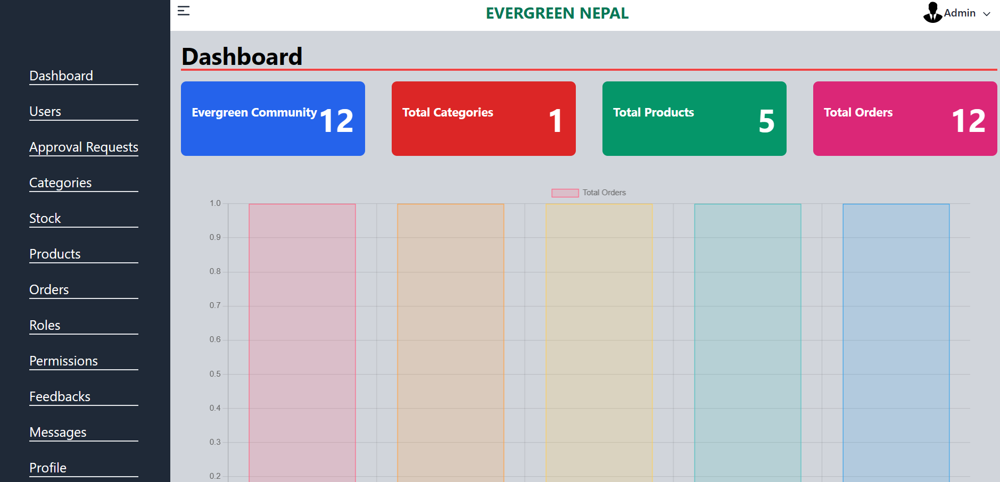 EVERGREEN NEPAL
Admin
Dashboard
Users
Approval Requests
Categories
Stock
Products
Orders
Roles
Permissions
Feedbacks
Messages
Profile
Dashboard
Evergreen Community 12
Total Categories 1
Total Products 5
Total Orders 12
Total Orders
1.0
0.9
0.8
0.7
0.6
0.5
0.4
0.3
0.2